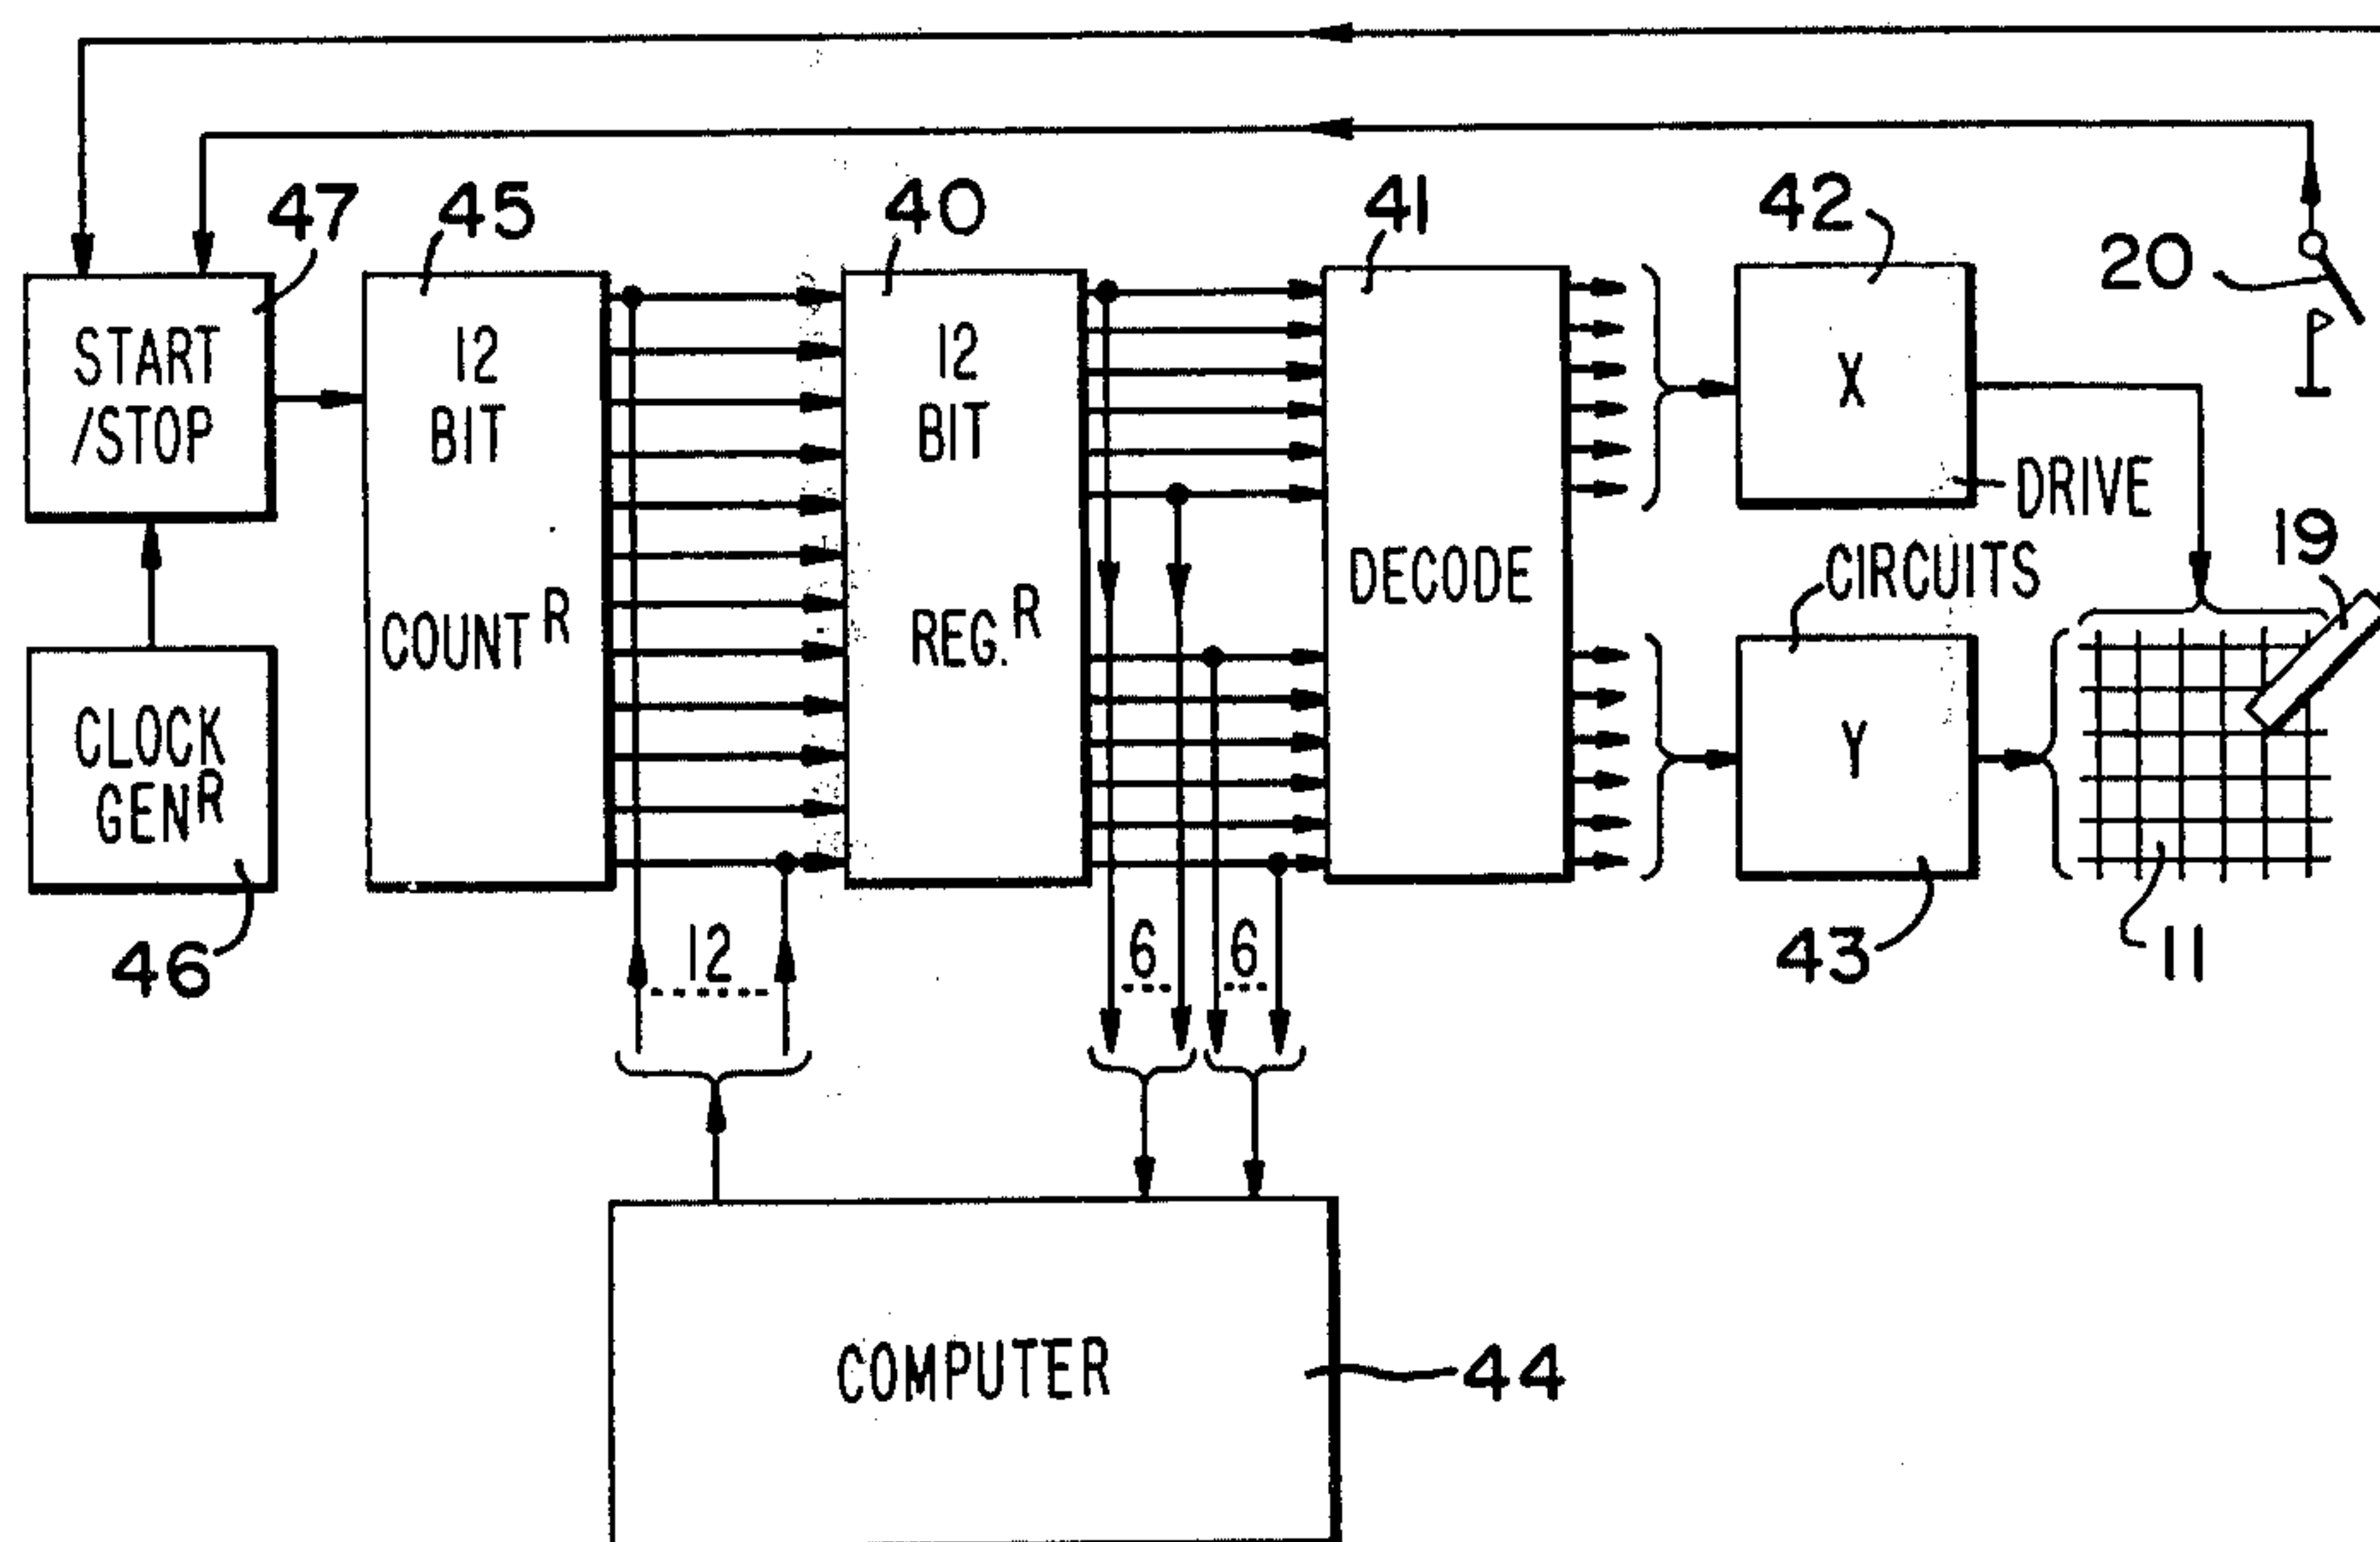 47
45
40
41
42
20
START
/STOP
12
BIT
COUNTR
12
BIT
REG.R
DECODE
X
DRIVE
CIRCUITS
19
CLOCK
GENR
Y
46
12
6
6
43
11
COMPUTER
44